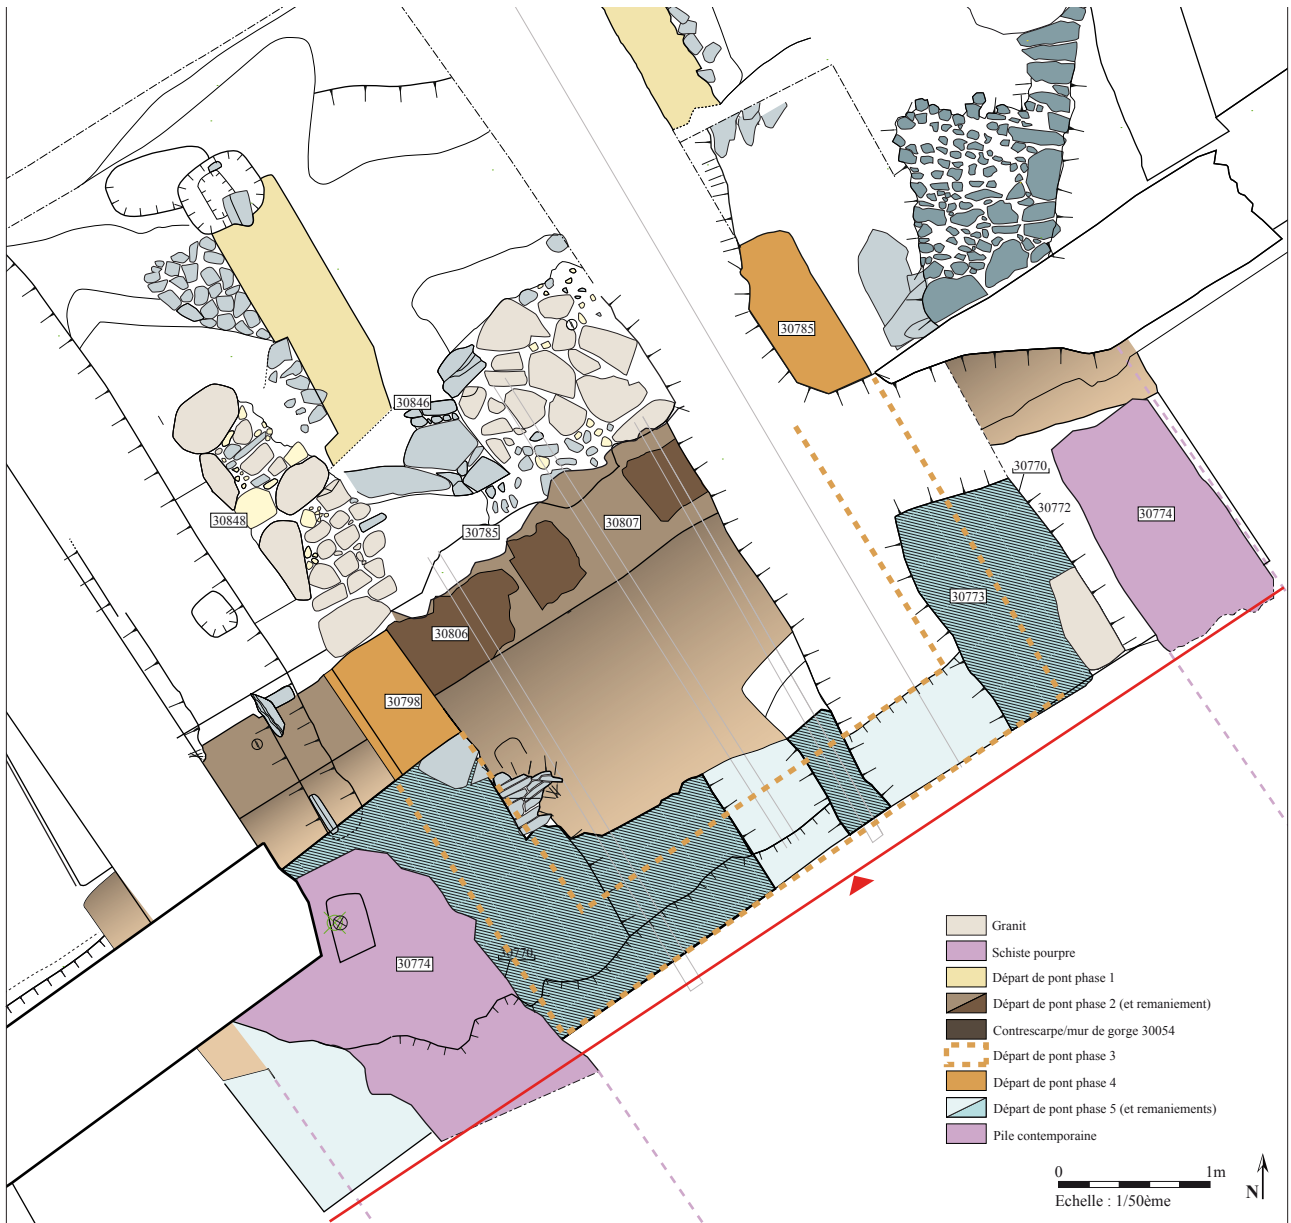 30785
30846
30848
30785
30807
30770
30772
30774
30773
30806
30798
30774
30770
Granit
Schiste pourpre
Départ de pont phase 1
Départ de pont phase 2 (et remaniement)
Contrescarpe/mur de gorge 30054
Départ de pont phase 3
Départ de pont phase 4
Départ de pont phase 5 (et remaniements)
Pile contemporaine
0 1m
Echelle : 1/50ème
N